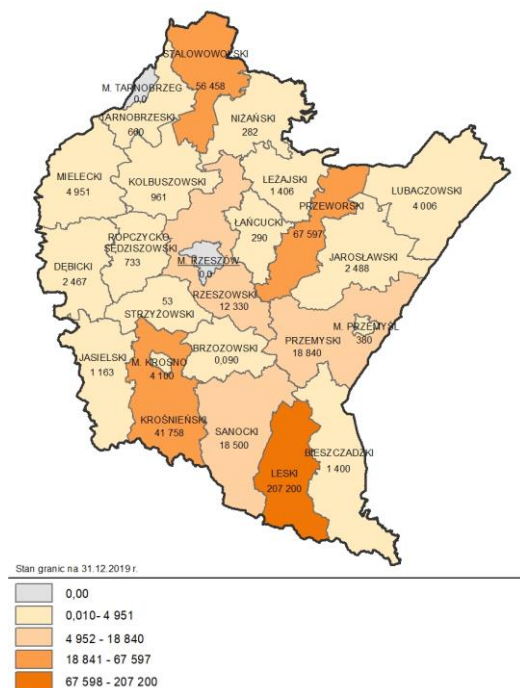 STALOWOWOLSKI
56 458
M. TARNOBRZEG
0,0
TARNOBRZESKI
660
NIŻAŃSKI
282
MIELECKI
4 951
KOLBUSZOWSKI
961
LEŻAJSKI
1 406
LUBACZOWSKI
4 006
PRZEWORSKI
67 597
ŁAŃCUCKI
290
ROPCZYCKO-
SĘDZISZOWSKI
733
DĘBICKI
2 467
M. RZESZÓW
0,0
JAROSŁAWSKI
2 488
RZESZOWSKI
12 330
53
STRZYŻOWSKI
M. PRZEMYŚL
380
PRZEMYSKI
18 840
BRZOZOWSKI
0,090
JASIELSKI
1 163
M. KROSNO
4 100
KROŚNIEŃSKI
41 758
SANOCKI
18 500
BIESZCZADZKI
1 400
LESKI
207 200
Stan granic na 31.12.2019 r.
0,00
0,010- 4 951
4 952 - 18 840
18 841 - 67 597
67 598 - 207 200